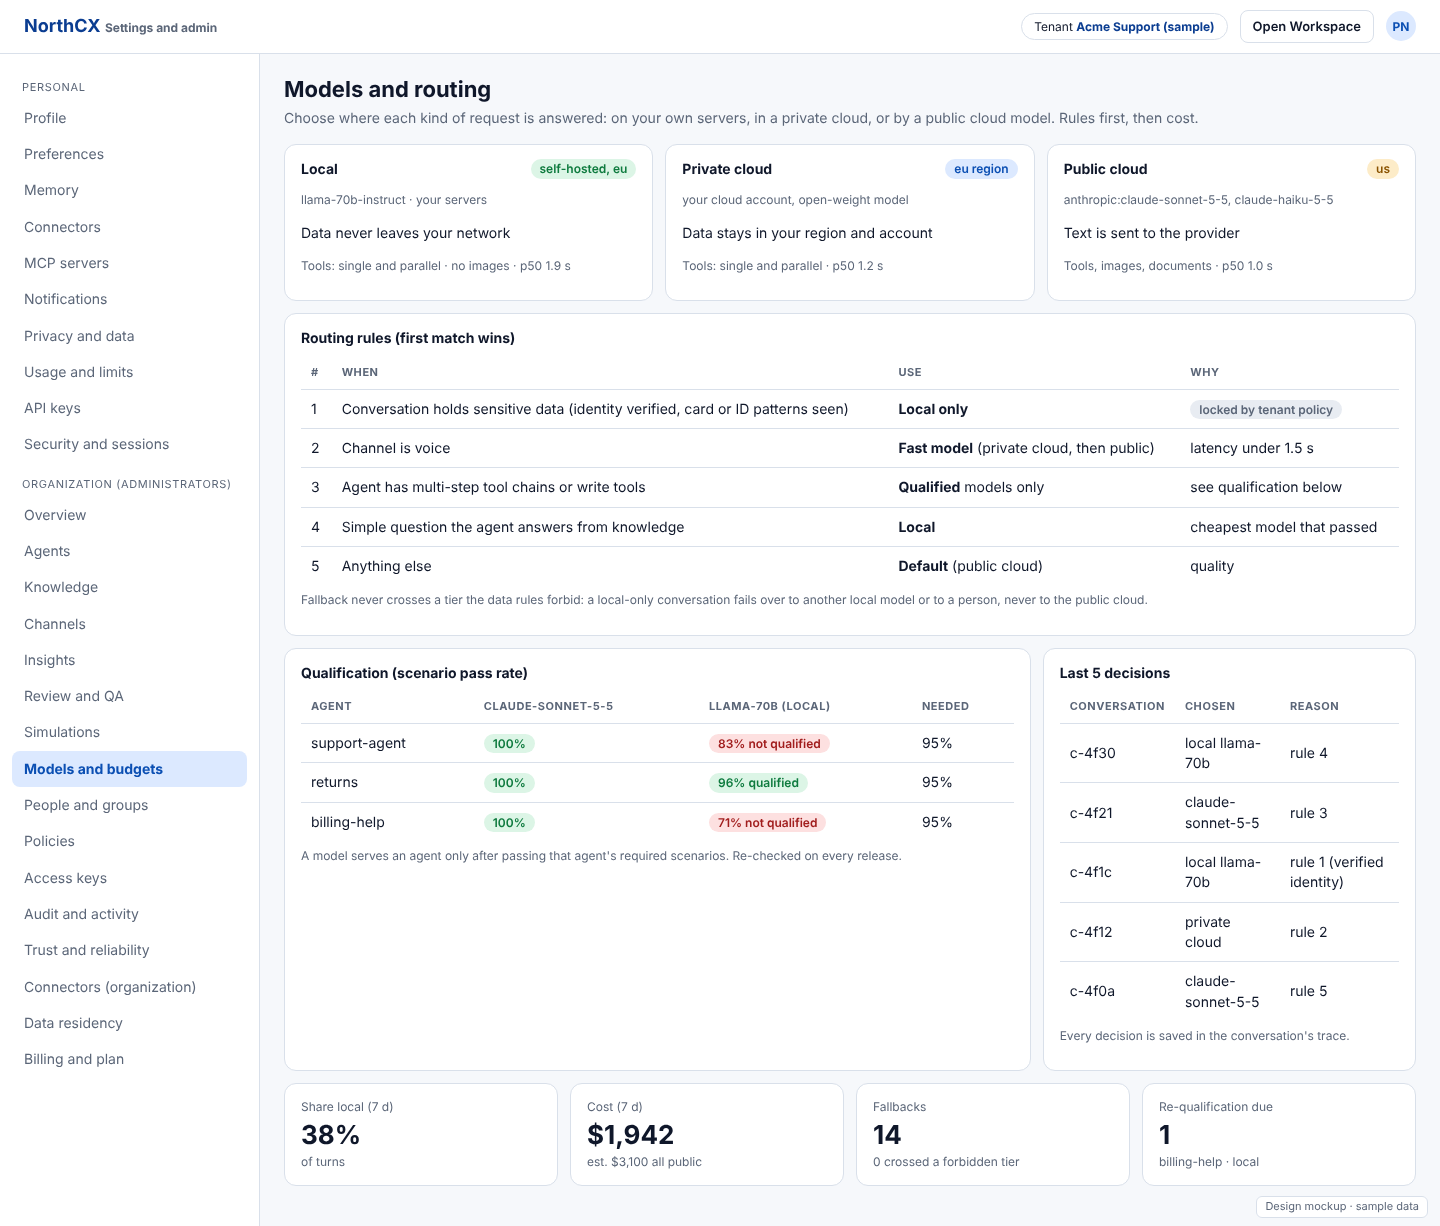 NorthCX Settings and admin
Tenant Acme Support (sample)
Open Workspace
PN
PERSONAL
Profile
Preferences
Memory
Connectors
MCP servers
Notifications
Privacy and data
Usage and limits
API keys
Security and sessions
ORGANIZATION (ADMINISTRATORS)
Overview
Agents
Knowledge
Channels
Insights
Review and QA
Simulations
Models and budgets
People and groups
Policies
Access keys
Audit and activity
Trust and reliability
Connectors (organization)
Data residency
Billing and plan
Models and routing
Choose where each kind of request is answered: on your own servers, in a private cloud, or by a public cloud model. Rules first, then cost.
Local self-hosted, eu
llama-70b-instruct · your servers
Data never leaves your network
Tools: single and parallel · no images · p50 1.9 s
Private cloud eu region
your cloud account, open-weight model
Data stays in your region and account
Tools: single and parallel · p50 1.2 s
Public cloud us
anthropic:claude-sonnet-5-5, claude-haiku-5-5
Text is sent to the provider
Tools, images, documents · p50 1.0 s
Routing rules (first match wins)
# WHEN USE WHY
1 Conversation holds sensitive data (identity verified, card or ID patterns seen) Local only locked by tenant policy
2 Channel is voice Fast model (private cloud, then public) latency under 1.5 s
3 Agent has multi-step tool chains or write tools Qualified models only see qualification below
4 Simple question the agent answers from knowledge Local cheapest model that passed
5 Anything else Default (public cloud) quality
Fallback never crosses a tier the data rules forbid: a local-only conversation fails over to another local model or to a person, never to the public cloud.
Qualification (scenario pass rate)
AGENT CLAUDE-SONNET-5-5 LLAMA-70B (LOCAL) NEEDED
support-agent 100% 83% not qualified 95%
returns 100% 96% qualified 95%
billing-help 100% 71% not qualified 95%
A model serves an agent only after passing that agent's required scenarios. Re-checked on every release.
Last 5 decisions
CONVERSATION CHOSEN REASON
c-4f30 local llama-70b rule 4
c-4f21 claude-sonnet-5-5 rule 3
c-4f1c local llama-70b rule 1 (verified identity)
c-4f12 private cloud rule 2
c-4f0a claude-sonnet-5-5 rule 5
Every decision is saved in the conversation's trace.
Share local (7 d)
38%
of turns
Cost (7 d)
$1,942
est. $3,100 all public
Fallbacks
14
0 crossed a forbidden tier
Re-qualification due
1
billing-help · local
Design mockup · sample data